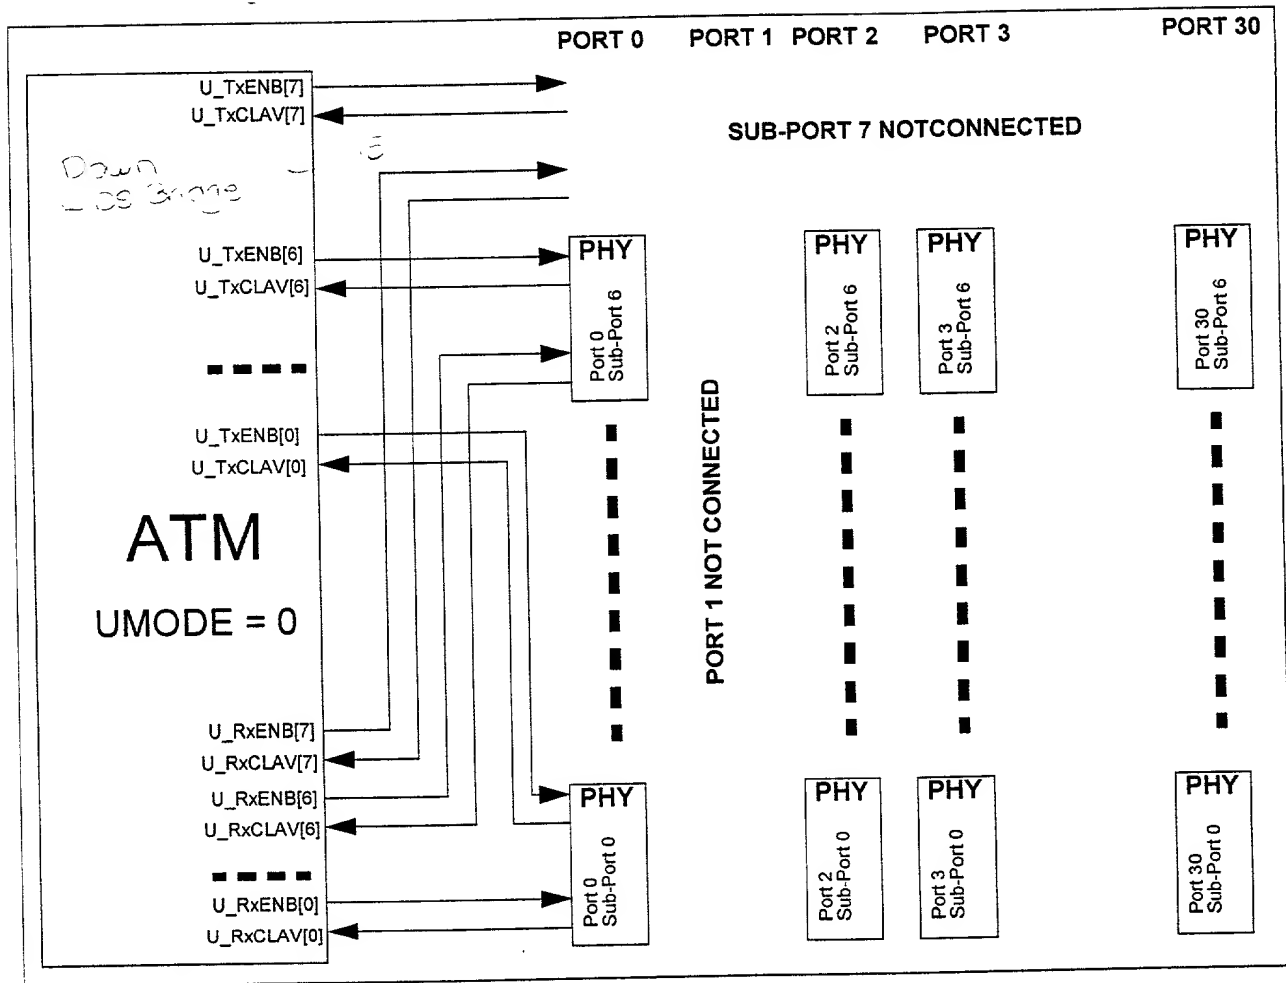 PORT 0 PORT 1 PORT 2 PORT 3 PORT 30
U_TxENB[7]
U_TxCLAV[7]
SUB-PORT 7 NOTCONNECTED
Down
U_TxENB[6]
U_TxCLAV[6]
PHY
Port 0
Sub-Port 6
PHY
Port 2
Sub-Port 6
PHY
Port 3
Sub-Port 6
PHY
Port 30
Sub-Port 6
U_TxENB[0]
U_TxCLAV[0]
PORT 1 NOT CONNECTED
ATM
UMODE = 0
U_RxENB[7]
U_RxCLAV[7]
U_RxENB[6]
U_RxCLAV[6]
U_RxENB[0]
U_RxCLAV[0]
PHY
Port 0
Sub-Port 0
PHY
Port 2
Sub-Port 0
PHY
Port 3
Sub-Port 0
PHY
Port 30
Sub-Port 0